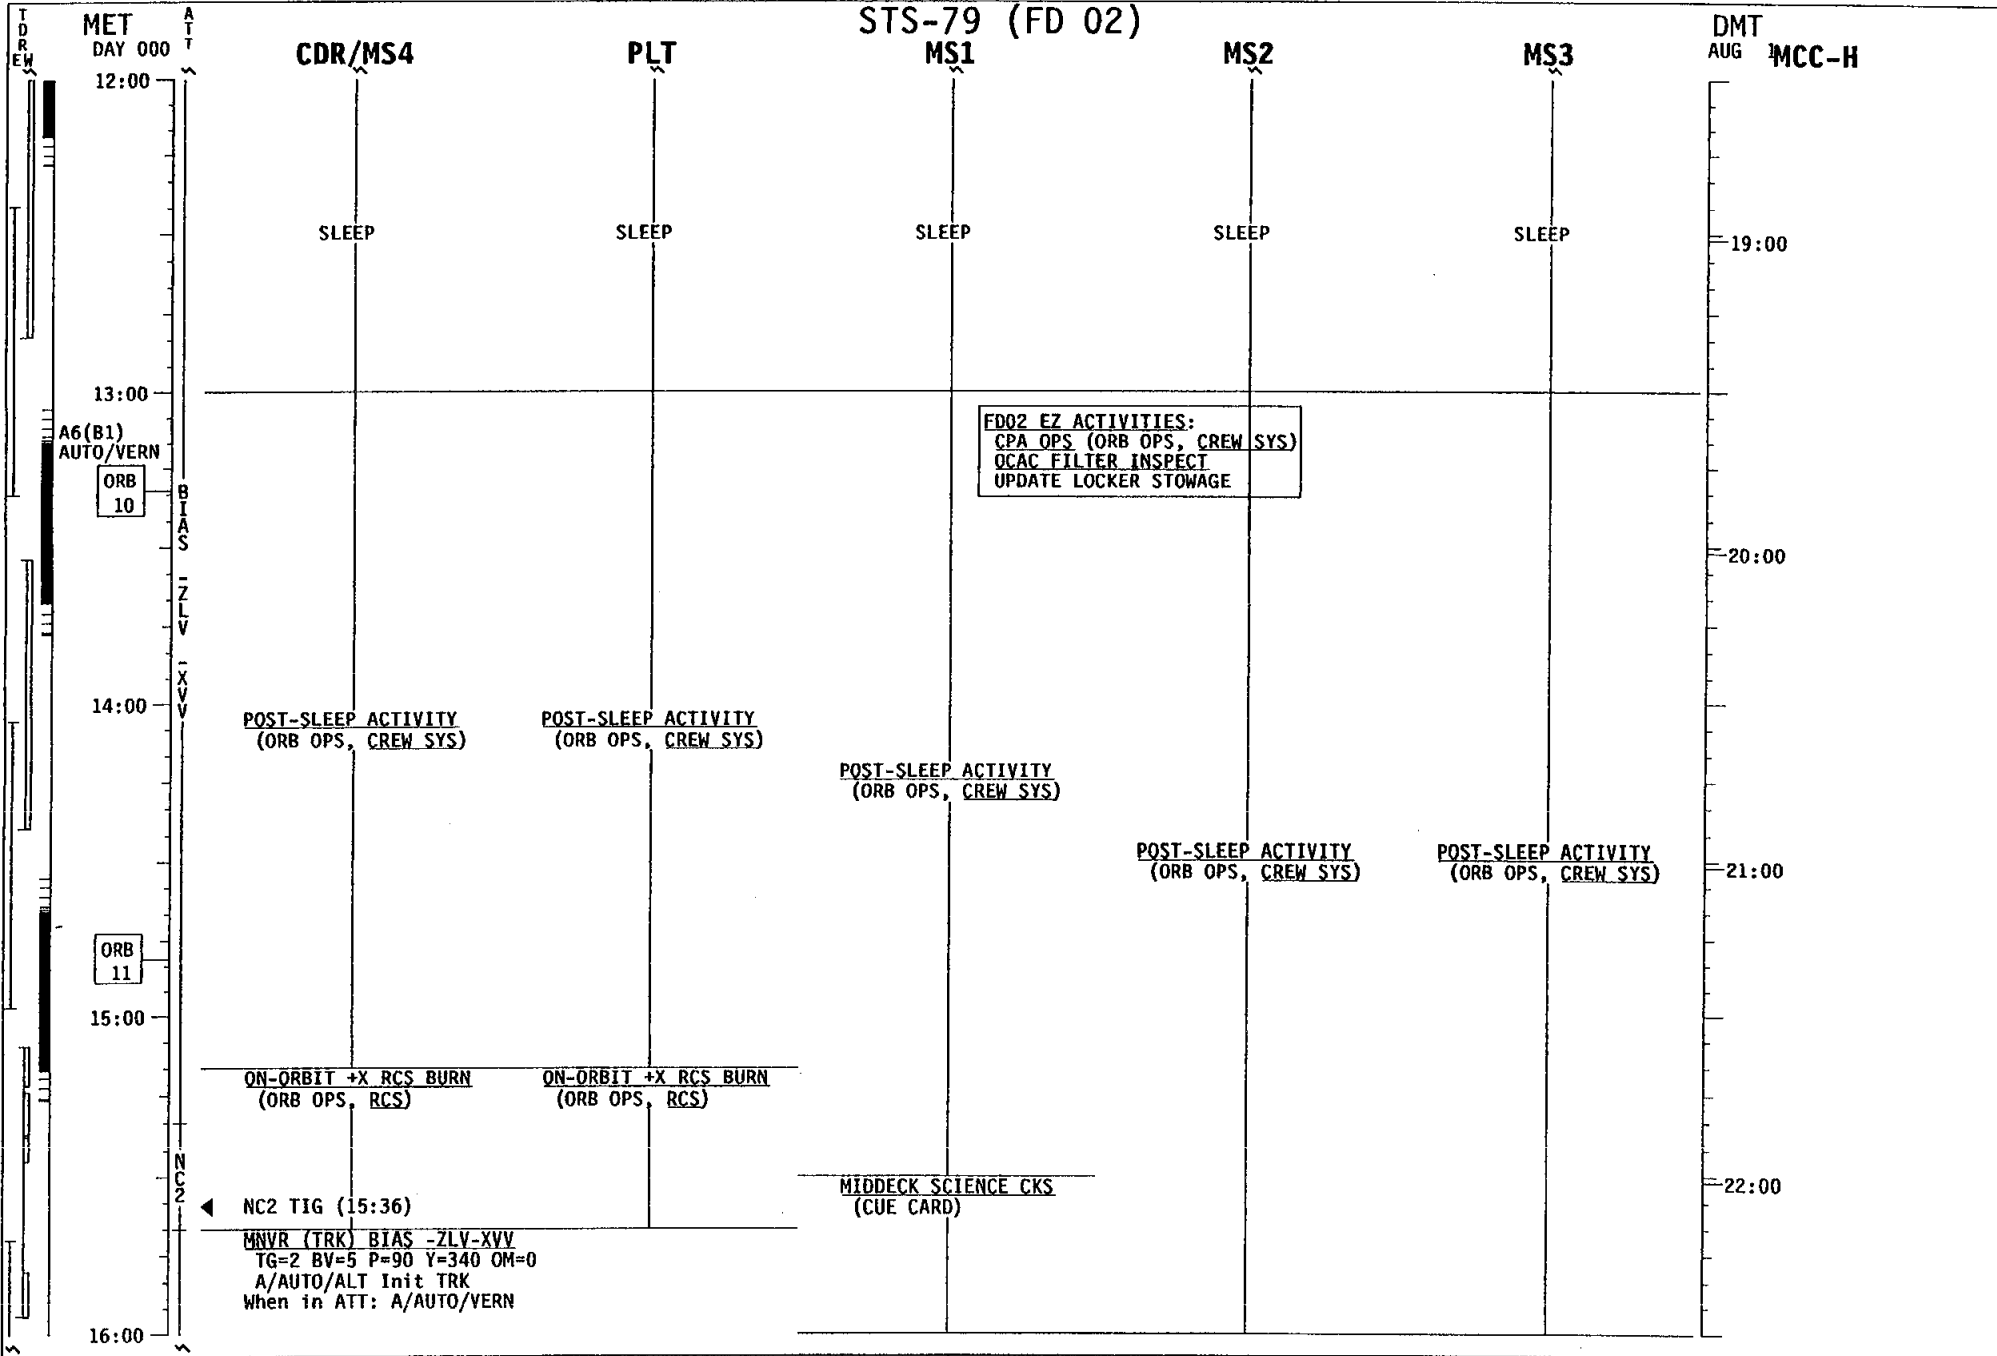 STS-79 (FD 02)
TDRE W
MET
DAY 000
ATT
CDR/MS4
PLT
MS1
MS2
MS3
DMT
AUG 1
MCC-H
12:00
SLEEP
SLEEP
SLEEP
SLEEP
SLEEP
19:00
13:00
A6(B1)
AUTO/VERN
ORB
10
FD02 EZ ACTIVITIES:
CPA OPS (ORB OPS, CREW SYS)
OCAC FILTER INSPECT
UPDATE LOCKER STOWAGE
BIAS -ZLV -XVV
20:00
14:00
POST-SLEEP ACTIVITY
(ORB OPS, CREW SYS)
POST-SLEEP ACTIVITY
(ORB OPS, CREW SYS)
POST-SLEEP ACTIVITY
(ORB OPS, CREW SYS)
POST-SLEEP ACTIVITY
(ORB OPS, CREW SYS)
POST-SLEEP ACTIVITY
(ORB OPS, CREW SYS)
21:00
ORB
11
15:00
ON-ORBIT +X RCS BURN
(ORB OPS, RCS)
ON-ORBIT +X RCS BURN
(ORB OPS, RCS)
NC2
MIDDECK SCIENCE CKS
(CUE CARD)
22:00
NC2 TIG (15:36)
MNVR (TRK) BIAS -ZLV-XVV
TG=2 BV=5 P=90 Y=340 OM=0
A/AUTO/ALT Init TRK
When in ATT: A/AUTO/VERN
16:00